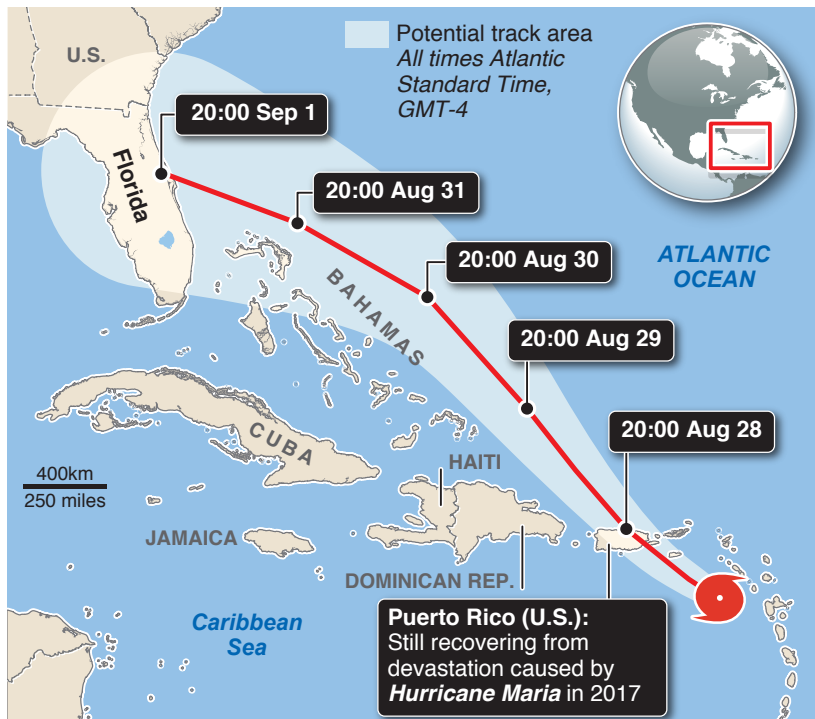 U.S.
Potential track area
All times Atlantic
Standard Time,
GMT-4
20:00 Sep 1
Florida
20:00 Aug 31
20:00 Aug 30
ATLANTIC
OCEAN
BAHAMAS
20:00 Aug 29
20:00 Aug 28
CUBA
400km
250 miles
HAITI
JAMAICA
DOMINICAN REP.
Caribbean
Sea
Puerto Rico (U.S.):
Still recovering from
devastation caused by
Hurricane Maria in 2017